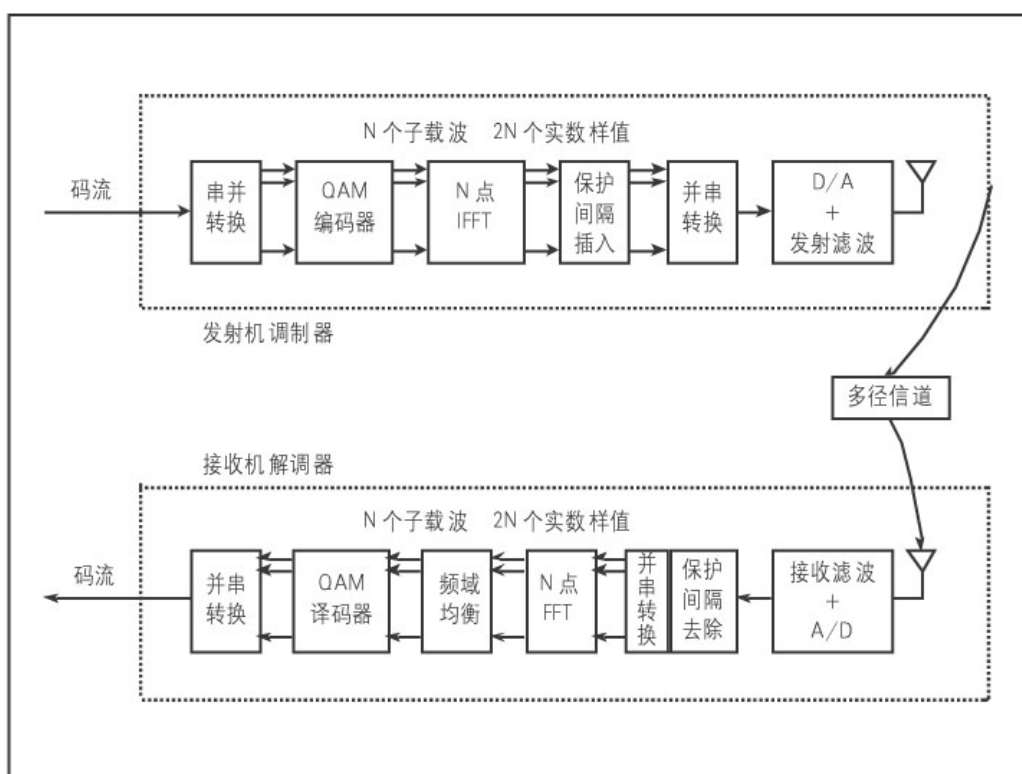 N 个子载波 2N 个实数样值
码流
串并
转换
QAM
编码器
N 点
IFFT
保护
间隔
插入
并串
转换
D/A
+
发射滤波
发射机调制器
多径信道
接收机解调器
N 个子载波 2N 个实数样值
码流
并串
转换
QAM
译码器
频域
均衡
N 点
FFT
并
串
转
换
保护
间隔
去除
接收滤波
+
A/D